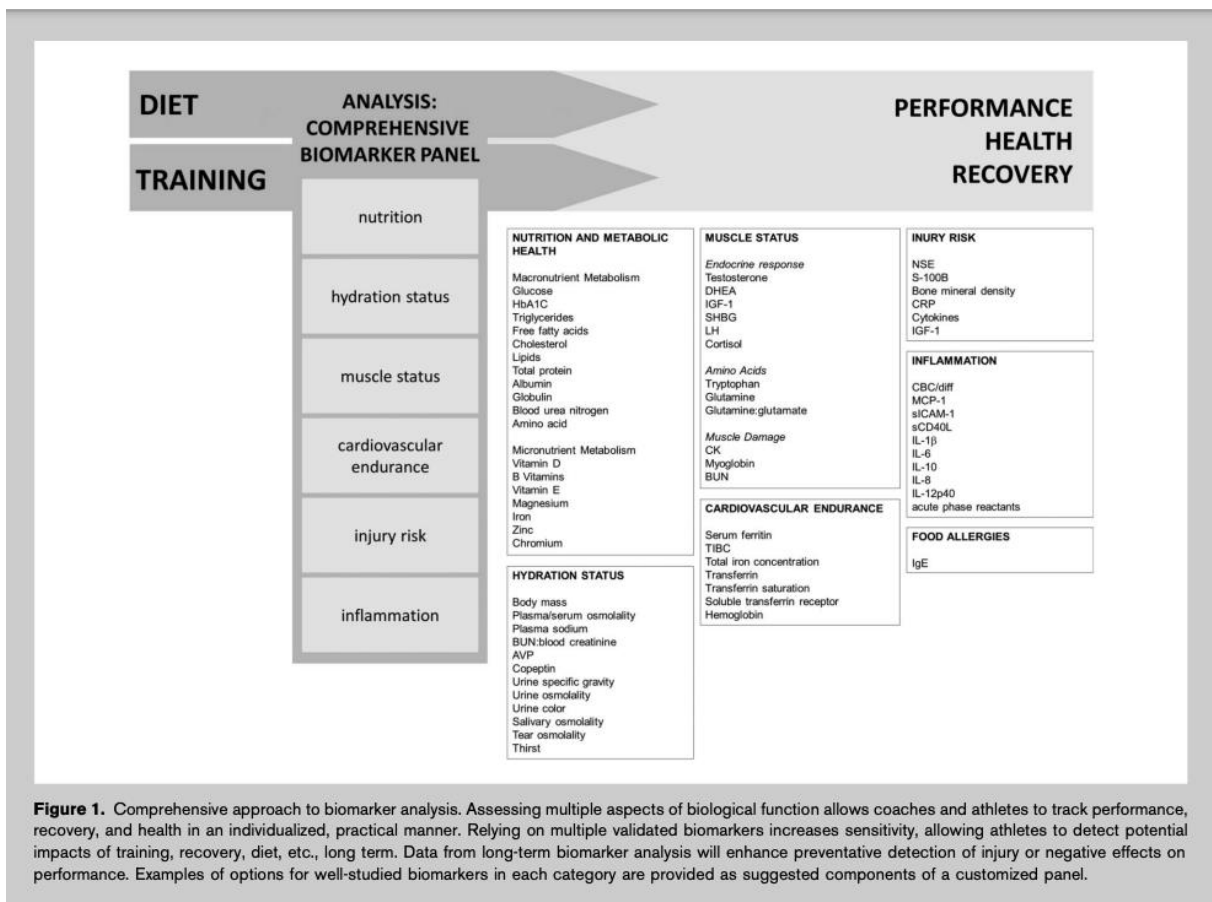 DIET
TRAINING
ANALYSIS:
COMPREHENSIVE
BIOMARKER PANEL
nutrition
hydration status
muscle status
cardiovascular
endurance
injury risk
inflammation
PERFORMANCE
HEALTH
RECOVERY
NUTRITION AND METABOLIC
HEALTH
Macronutrient Metabolism
Glucose
HbA1C
Triglycerides
Free fatty acids
Cholesterol
Lipids
Total protein
Albumin
Globulin
Blood urea nitrogen
Amino acid
Micronutrient Metabolism
Vitamin D
B Vitamins
Vitamin E
Magnesium
Iron
Zinc
Chromium
HYDRATION STATUS
Body mass
Plasma/serum osmolality
Plasma sodium
BUN:blood creatinine
AVP
Copeptin
Urine specific gravity
Urine osmolality
Urine color
Salivary osmolality
Tear osmolality
Thirst
MUSCLE STATUS
Endocrine response
Testosterone
DHEA
IGF-1
SHBG
LH
Cortisol
Amino Acids
Tryptophan
Glutamine
Glutamine:glutamate
Muscle Damage
CK
Myoglobin
BUN
CARDIOVASCULAR ENDURANCE
Serum ferritin
TIBC
Total iron concentration
Transferrin
Transferrin saturation
Soluble transferrin receptor
Hemoglobin
INURY RISK
NSE
S-100B
Bone mineral density
CRP
Cytokines
IGF-1
INFLAMMATION
CBC/diff
MCP-1
sICAM-1
sCD40L
IL-1β
IL-6
IL-10
IL-8
IL-12p40
acute phase reactants
FOOD ALLERGIES
IgE
Figure 1. Comprehensive approach to biomarker analysis. Assessing multiple aspects of biological function allows coaches and athletes to track performance,
recovery, and health in an individualized, practical manner. Relying on multiple validated biomarkers increases sensitivity, allowing athletes to detect potential
impacts of training, recovery, diet, etc., long term. Data from long-term biomarker analysis will enhance preventative detection of injury or negative effects on
performance. Examples of options for well-studied biomarkers in each category are provided as suggested components of a customized panel.